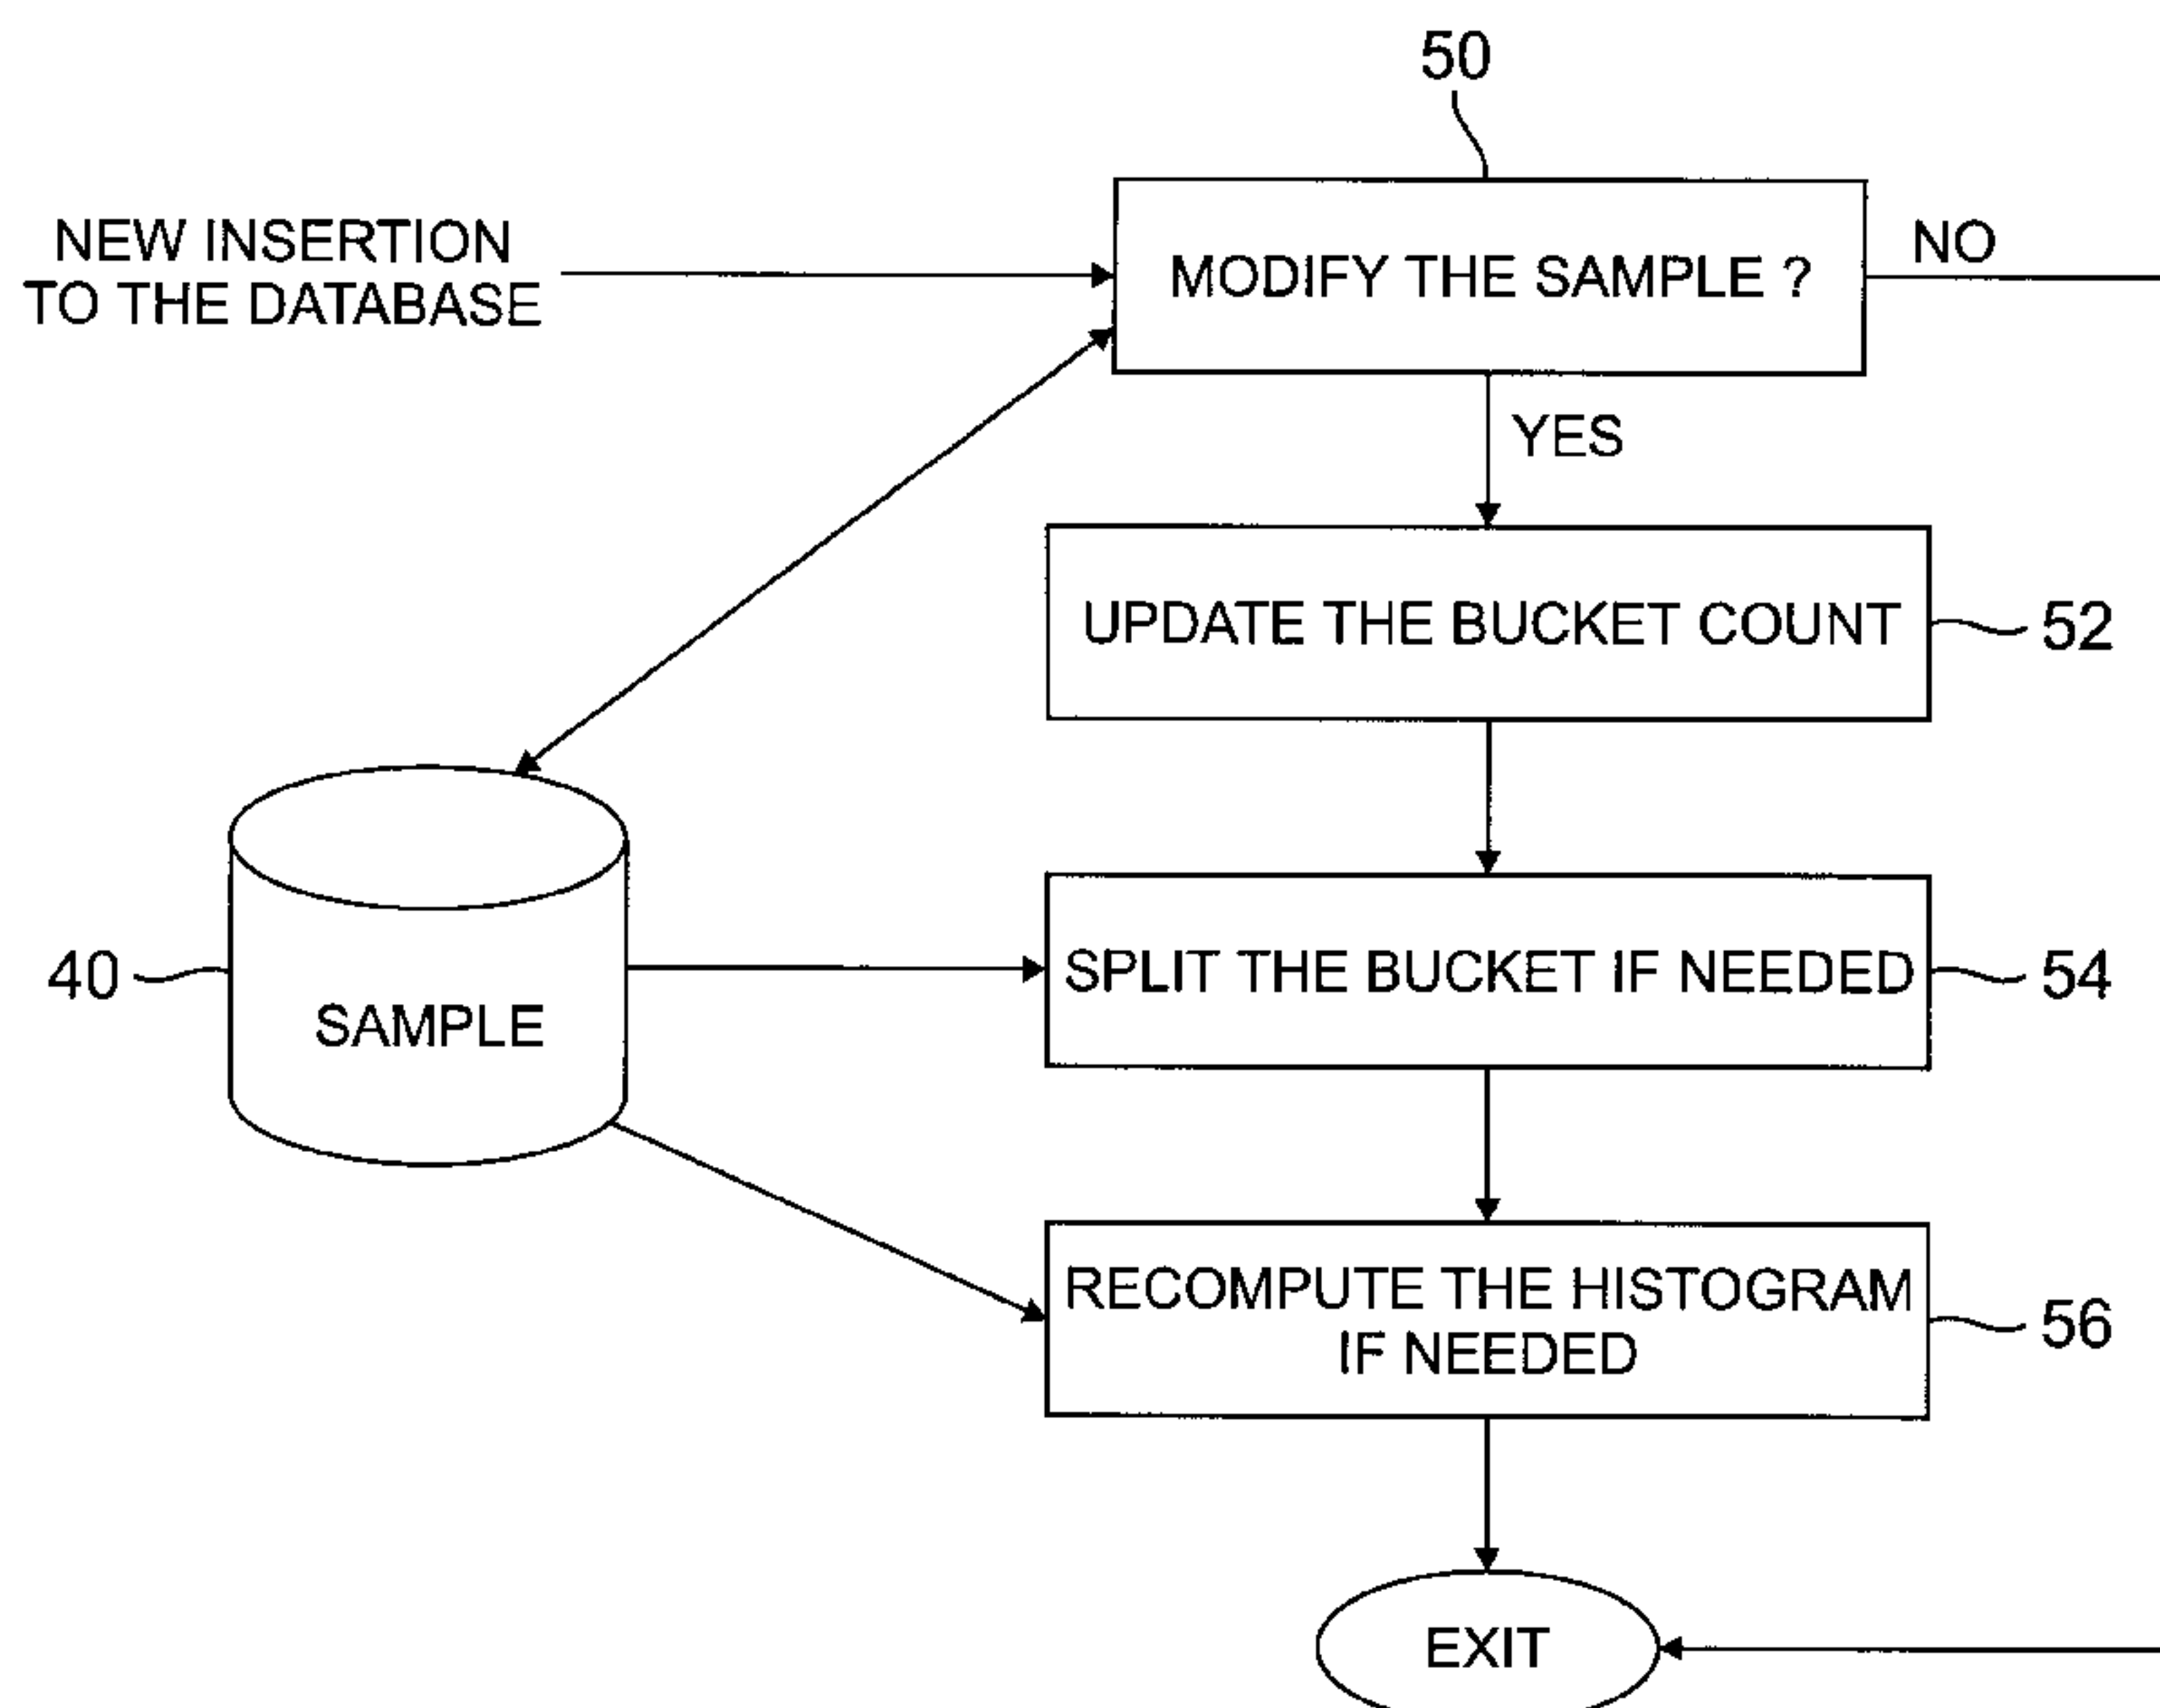 50
NEW INSERTION
TO THE DATABASE
MODIFY THE SAMPLE ?
NO
YES
UPDATE THE BUCKET COUNT
52
40
SAMPLE
SPLIT THE BUCKET IF NEEDED
54
RECOMPUTE THE HISTOGRAM
IF NEEDED
56
EXIT